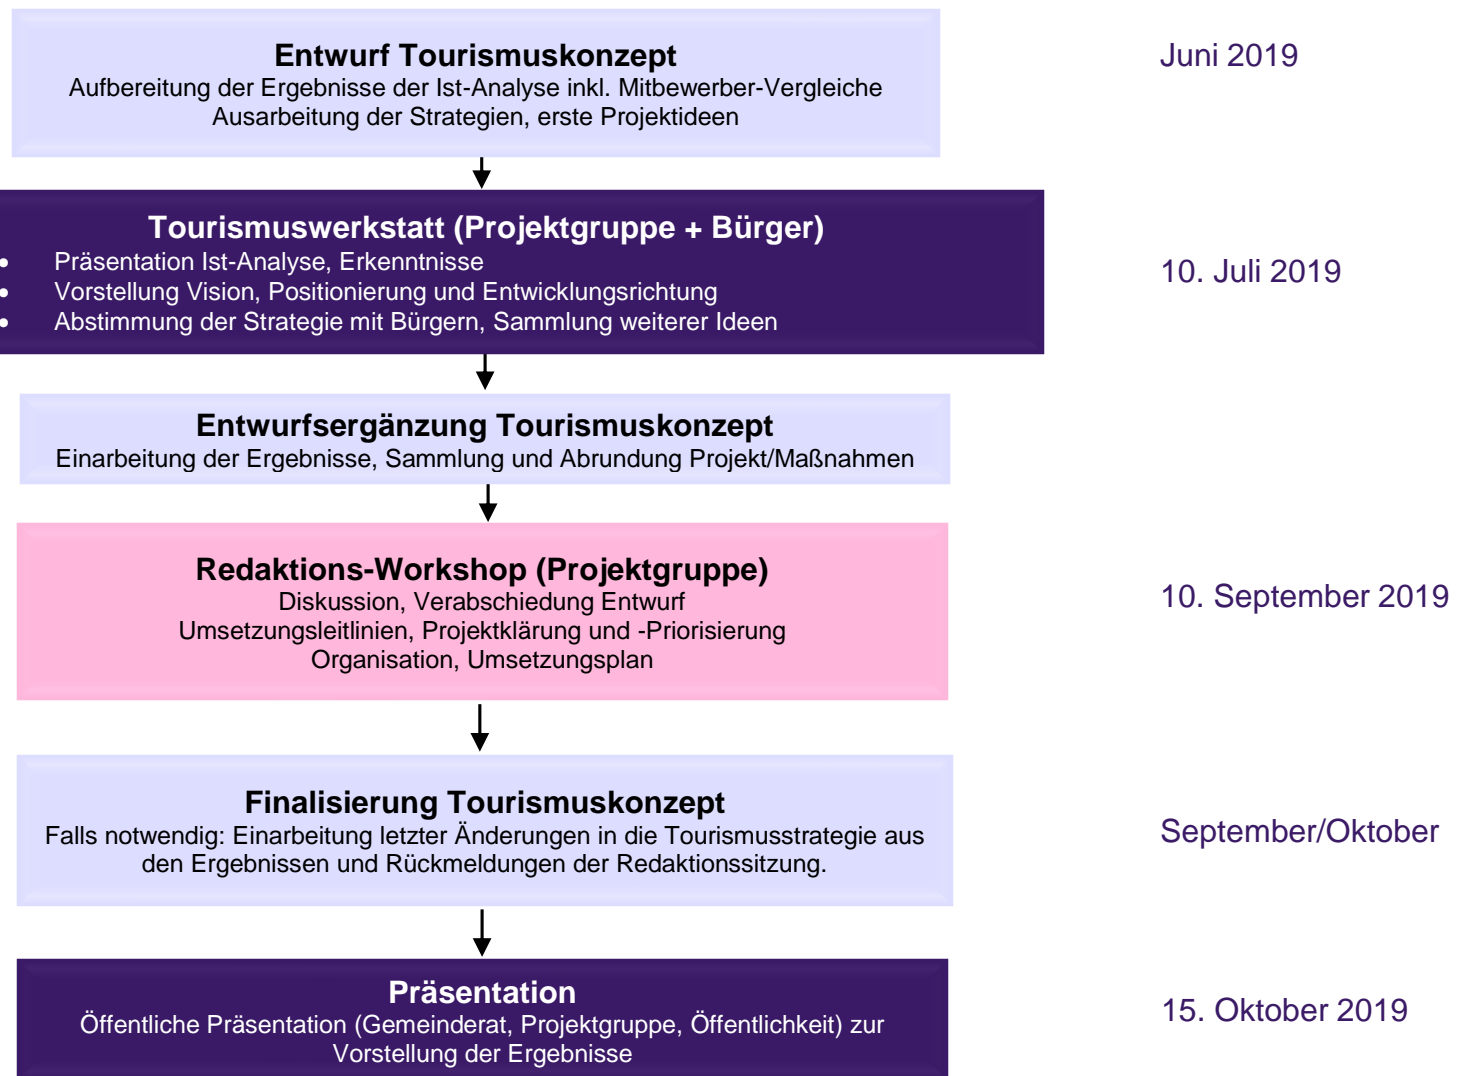 Entwurf Tourismuskonzept
Aufbereitung der Ergebnisse der Ist-Analyse inkl. Mitbewerber-Vergleiche
Ausarbeitung der Strategien, erste Projektideen
Juni 2019
Tourismuswerkstatt (Projektgruppe + Bürger)
• Präsentation Ist-Analyse, Erkenntnisse
• Vorstellung Vision, Positionierung und Entwicklungsrichtung
• Abstimmung der Strategie mit Bürgern, Sammlung weiterer Ideen
10. Juli 2019
Entwurfsergänzung Tourismuskonzept
Einarbeitung der Ergebnisse, Sammlung und Abrundung Projekt/Maßnahmen
Redaktions-Workshop (Projektgruppe)
Diskussion, Verabschiedung Entwurf
Umsetzungsleitlinien, Projektklärung und -Priorisierung
Organisation, Umsetzungsplan
10. September 2019
Finalisierung Tourismuskonzept
Falls notwendig: Einarbeitung letzter Änderungen in die Tourismusstrategie aus
den Ergebnissen und Rückmeldungen der Redaktionssitzung.
September/Oktober
Präsentation
Öffentliche Präsentation (Gemeinderat, Projektgruppe, Öffentlichkeit) zur
Vorstellung der Ergebnisse
15. Oktober 2019